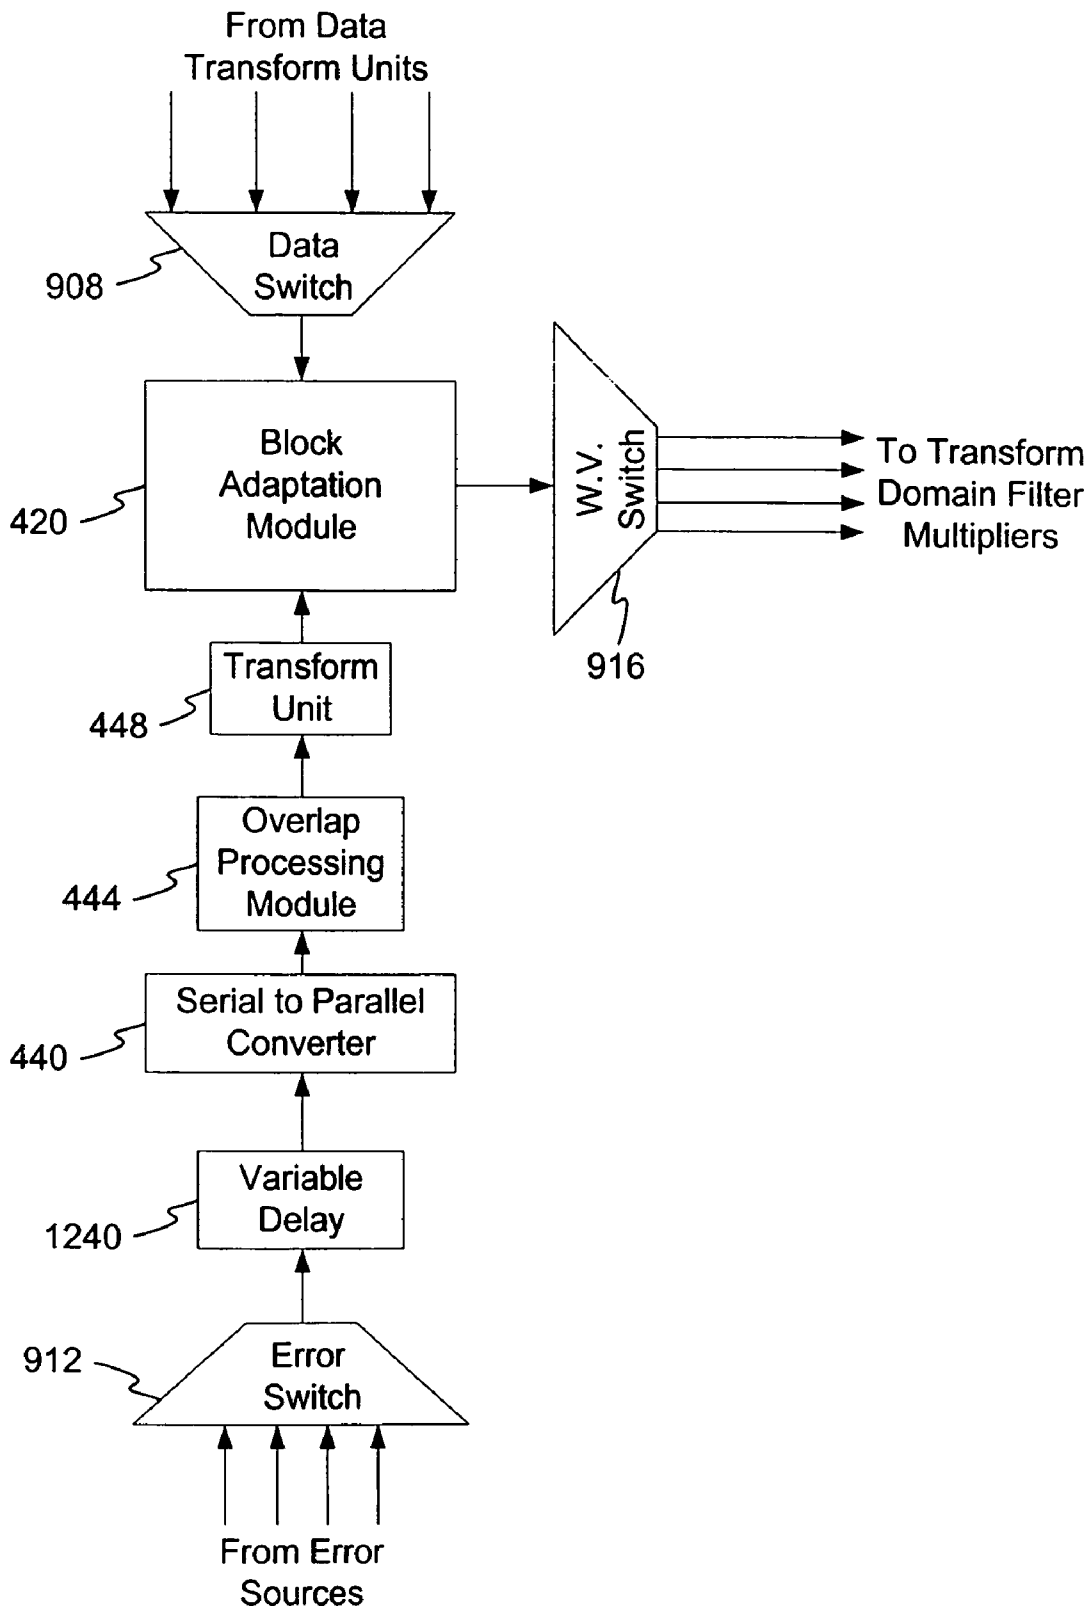 From Data
Transform Units
Data
Switch
908
Block
Adaptation
Module
420
W.V.
Switch
916
To Transform
Domain Filter
Multipliers
Transform
Unit
448
Overlap
Processing
Module
444
Serial to Parallel
Converter
440
Variable
Delay
1240
Error
Switch
912
From Error
Sources